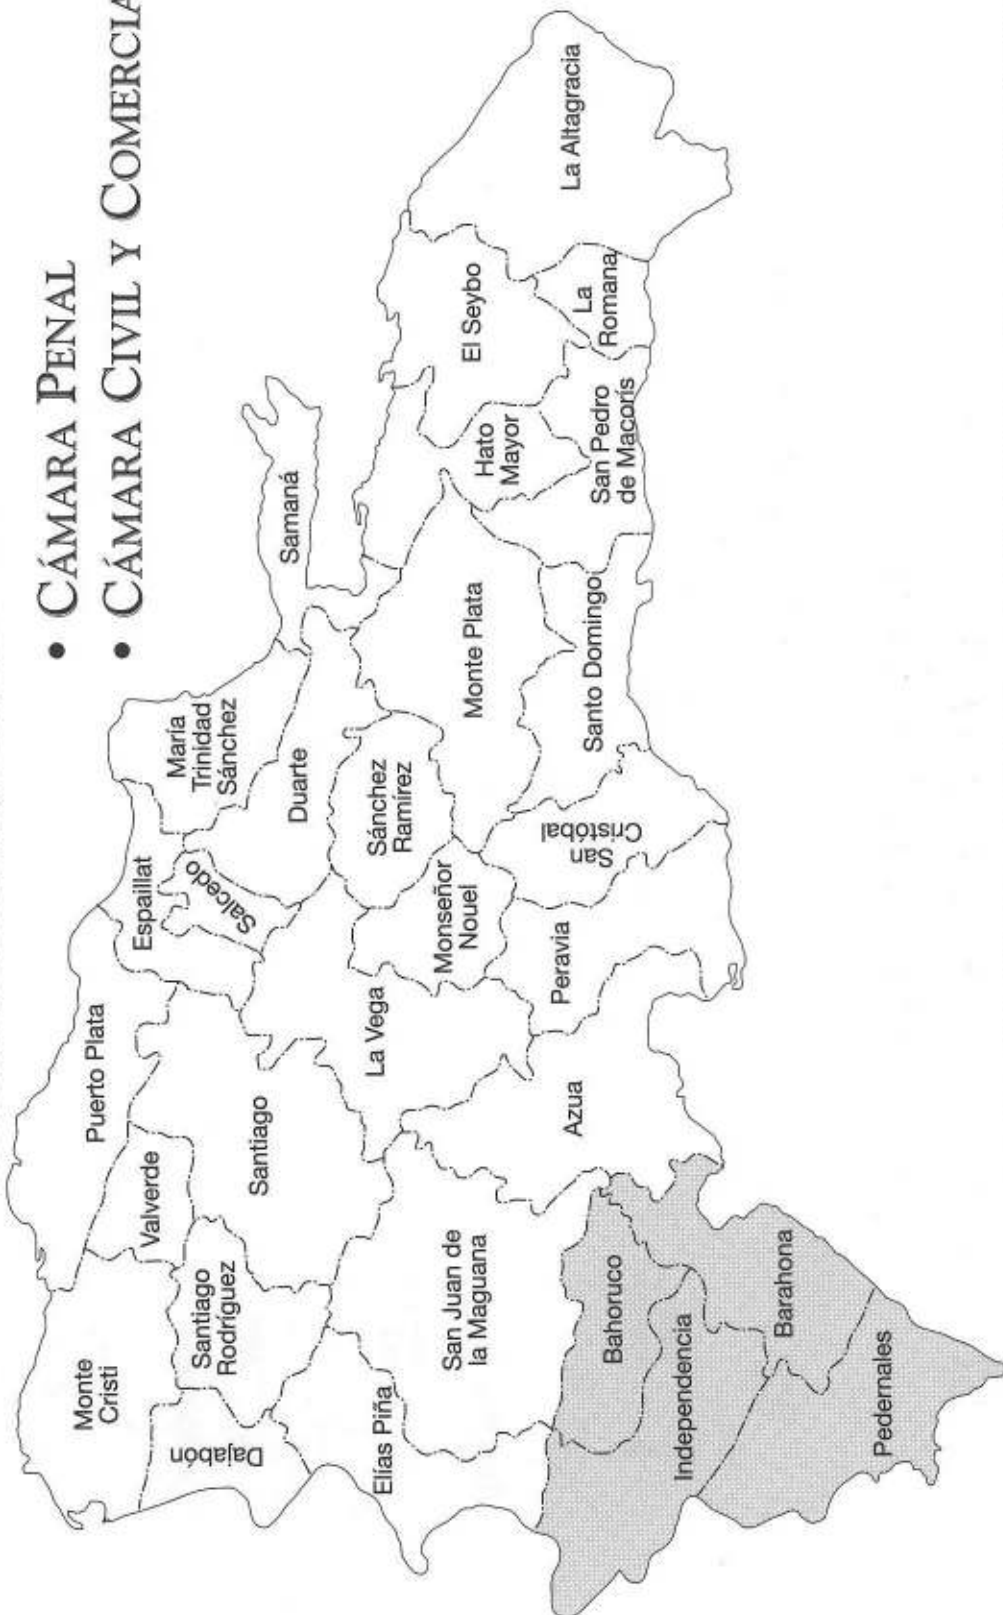 • CÁMARA PENAL
• CÁMARA CIVIL Y COMERCIA
Monte
Cristi
Puerto Plata
Espaillat
María
Trinidad
Sánchez
Samaná
Valverde
Dajabón
Santiago
Rodríguez
Santiago
Salcedo
Duarte
Elías Piña
San Juan de
la Maguana
La Vega
Sánchez
Ramírez
Monseñor
Nouel
Monte Plata
Hato
Mayor
El Seybo
La Altagracia
La
Romana
San Pedro
de Macorís
Santo Domingo
San
Cristóbal
Peravia
Azua
Bahoruco
Independencia
Barahona
Pedernales